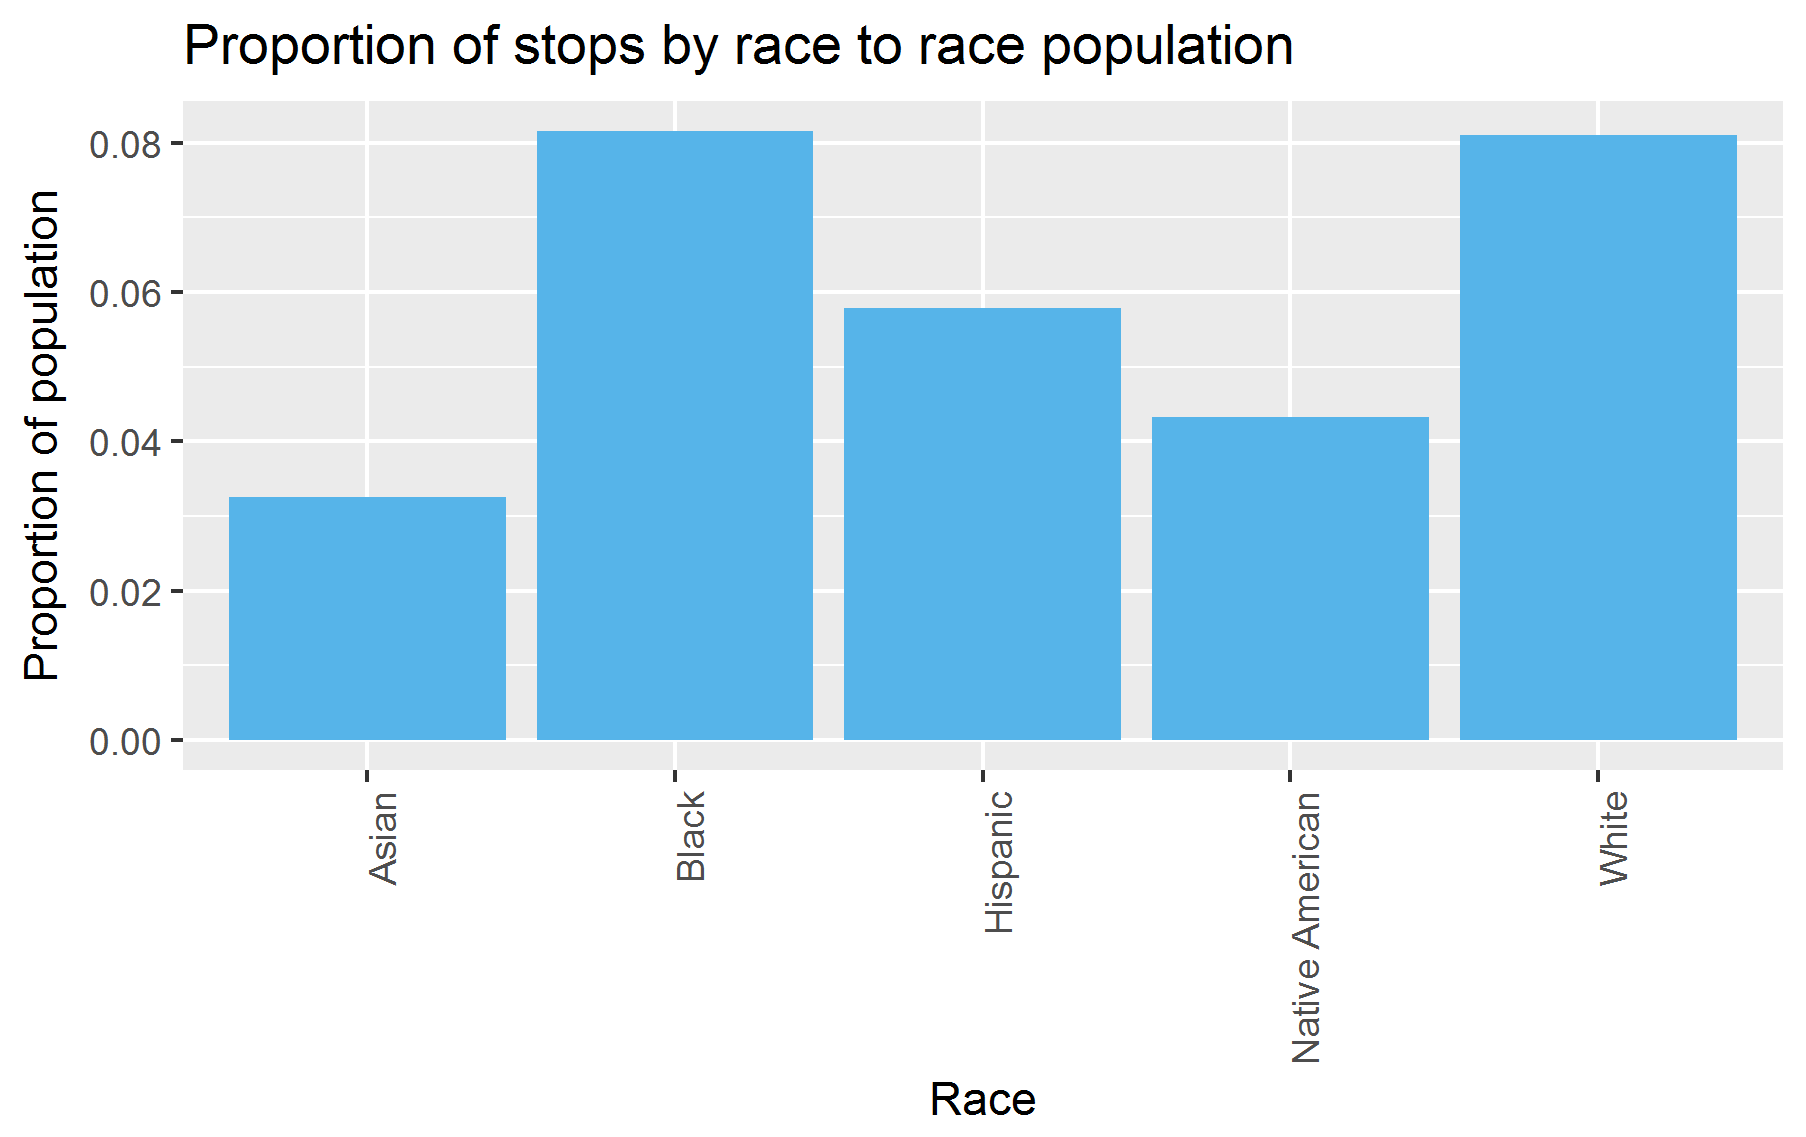 Proportion of stops by race to race population
Proportion of population
0.08
0.06
0.04
0.02
0.00
Asian
Black
Hispanic
Native American
White
Race